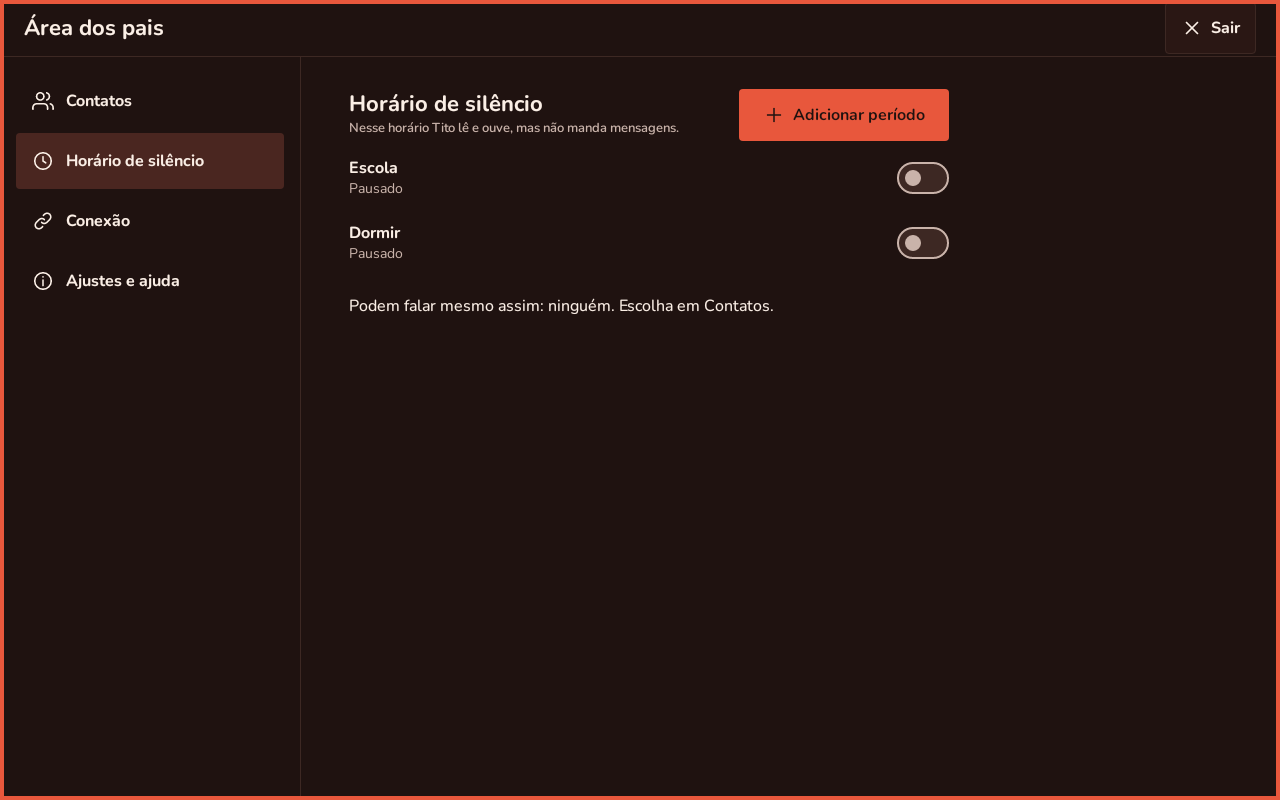 Área dos pais
Sair
Contatos
Horário de silêncio
Conexão
Ajustes e ajuda
Horário de silêncio
Nesse horário Tito lê e ouve, mas não manda mensagens.
Adicionar período
Escola
Pausado
Dormir
Pausado
Podem falar mesmo assim: ninguém. Escolha em Contatos.